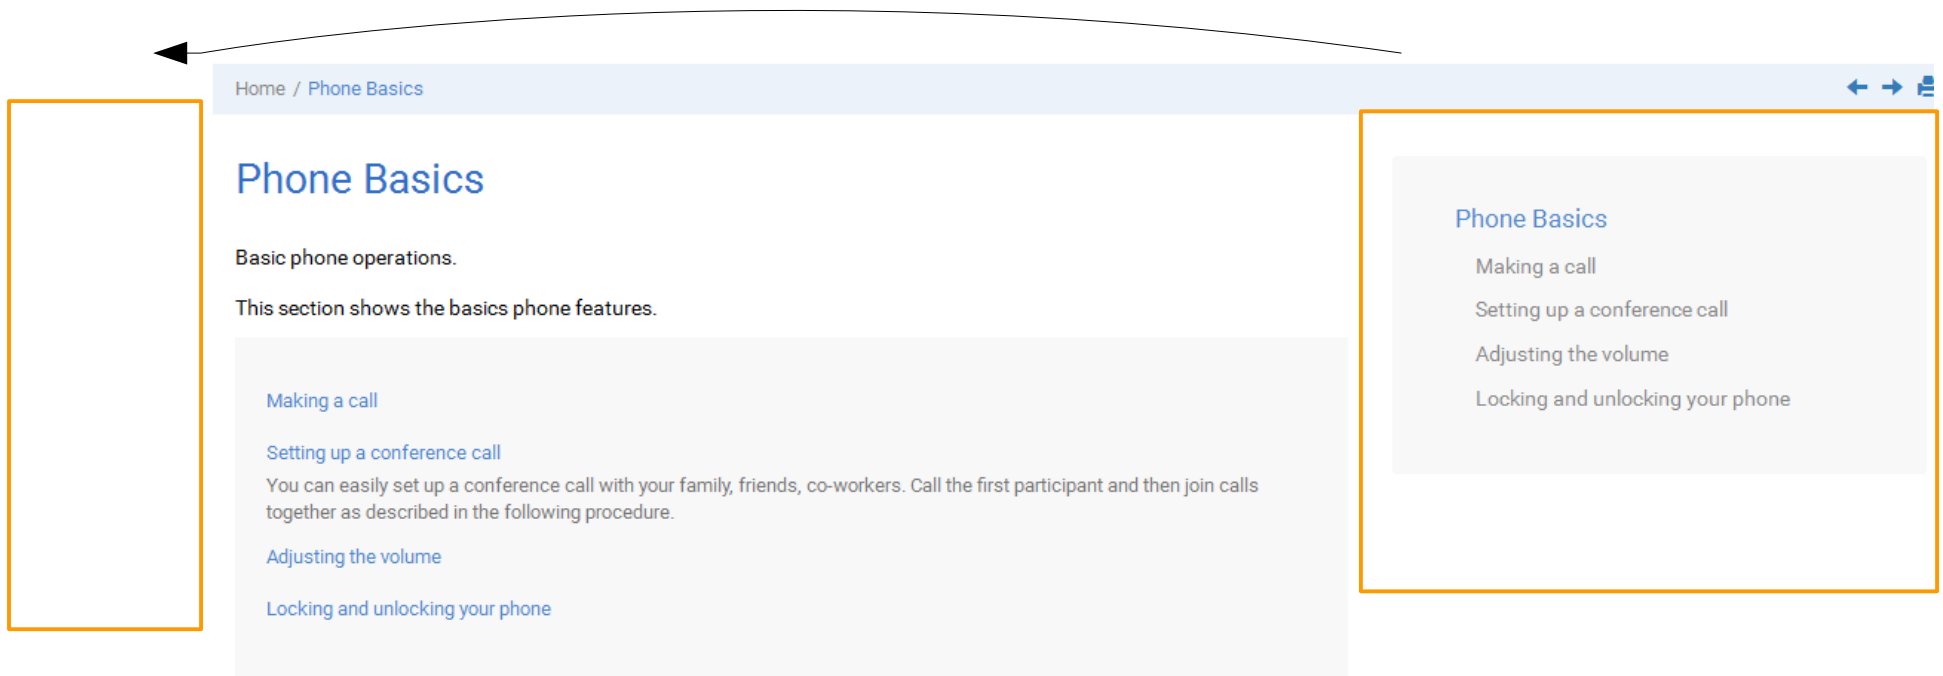 Home / Phone Basics
Phone Basics
Basic phone operations.
This section shows the basics phone features.
Making a call
Setting up a conference call
You can easily set up a conference call with your family, friends, co-workers. Call the first participant and then join calls
together as described in the following procedure.
Adjusting the volume
Locking and unlocking your phone
Phone Basics
Making a call
Setting up a conference call
Adjusting the volume
Locking and unlocking your phone